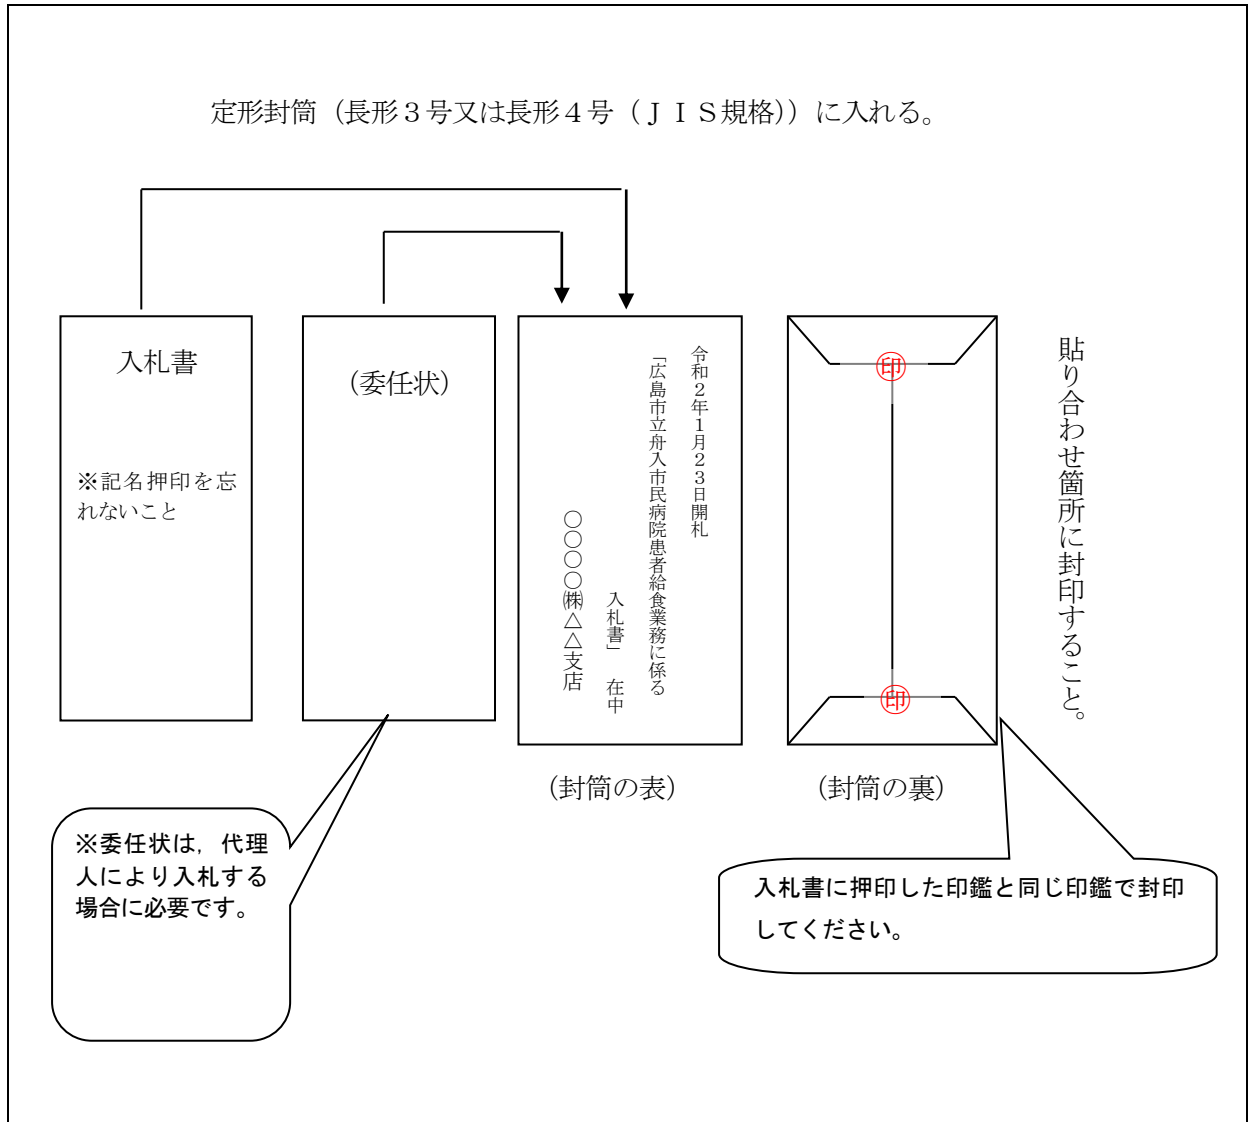 定形封筒（長形３号又は長形４号（ＪＩＳ規格））に入れる。
入札書
※記名押印を忘
れないこと
（委任状）
令和２年１月２３日開札
「広島市立舟入市民病院患者給食業務に係る
入札書」　在中
〇〇〇〇㈱△△支店
（封筒の表）
印
印
（封筒の裏）
貼り合わせ箇所に封印すること。
※委任状は，代理
人により入札する
場合に必要です。
入札書に押印した印鑑と同じ印鑑で封印
してください。